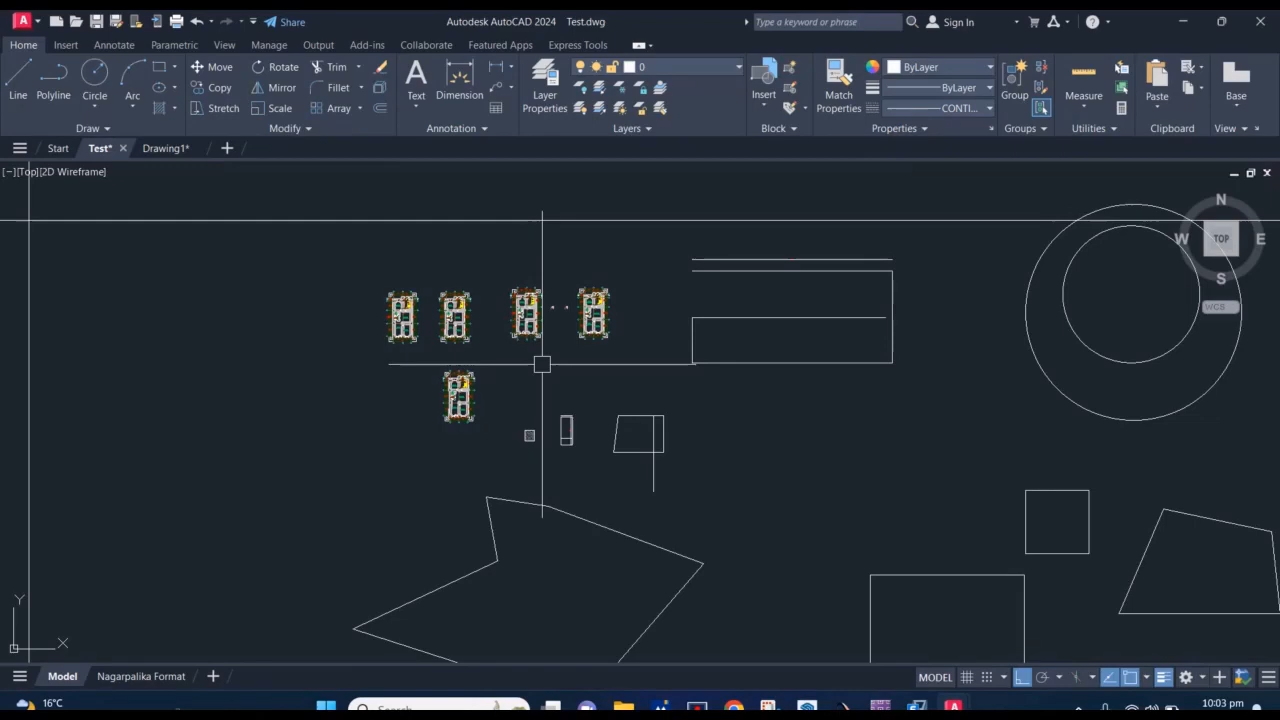 Share
Autodesk AutoCAD 2024 Test.dwg
Type a keyword or phrase
Sign In
Home Insert Annotate Parametric View Manage Output Add-ins Collaborate Featured Apps Express Tools
Line Polyline Circle Arc
Move Rotate Trim
Copy Mirror Fillet
Stretch Scale Array
Text Dimension
Layer Properties
0
Insert
Match Properties
ByLayer
ByLayer
CONTI...
Group
Measure
Paste
Base
Draw Modify Annotation Layers Block Properties Groups Utilities Clipboard View
Start Test* Drawing1*
[−][Top][2D Wireframe]
N
W TOP E
S
WCS
Y
X
Model Nagarpalika Format
MODEL
16°C
Search
10:03 pm